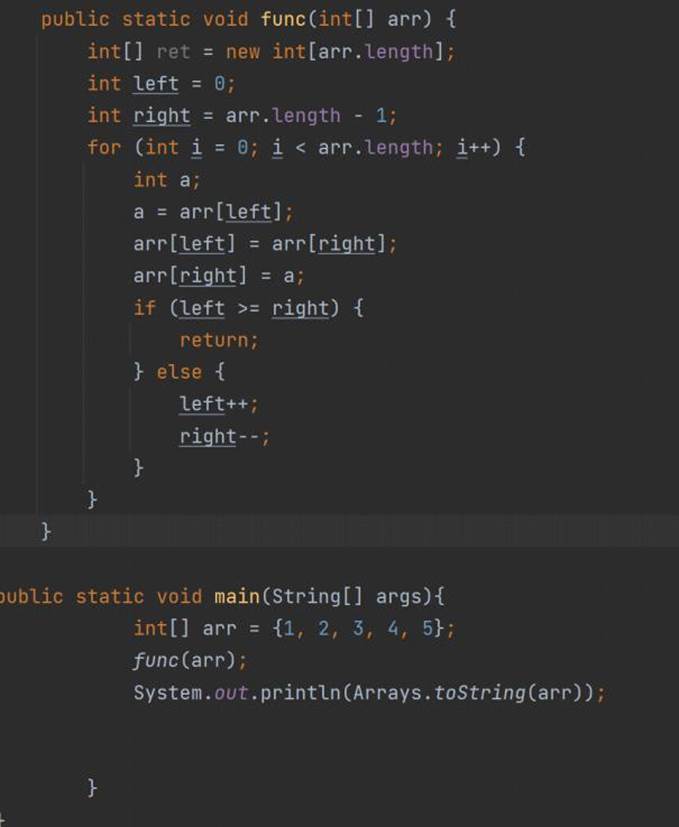 public static void func(int[] arr) {
int[] ret = new int[arr.length];
int left = 0;
int right = arr.length - 1;
for (int i = 0; i < arr.length; i++) {
int a;
a = arr[left];
arr[left] = arr[right];
arr[right] = a;
if (left >= right) {
return;
} else {
left++;
right--;
}
}
}
public static void main(String[] args){
int[] arr = {1, 2, 3, 4, 5};
func(arr);
System.out.println(Arrays.toString(arr));
}
}